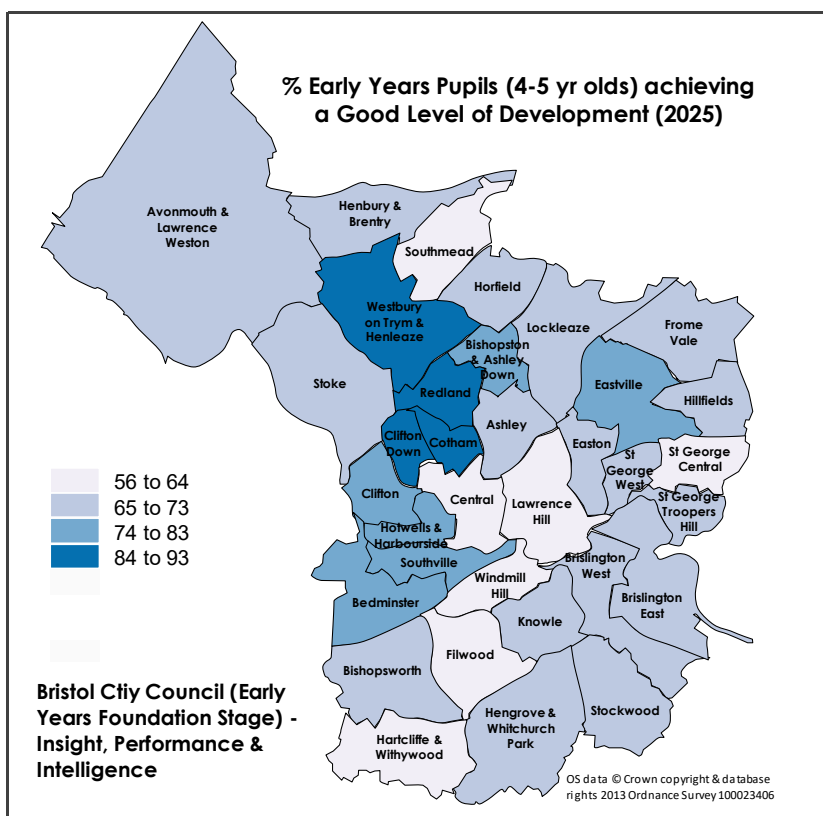 % Early Years Pupils (4-5 yr olds) achieving
a Good Level of Development (2025)
Avonmouth &
Lawrence
Weston
Henbury &
Brentry
Southmead
Horfield
Westbury
on Trym &
Henleaze
Lockleaze
Frome
Vale
Bishopston
& Ashley
Down
Stoke
Redland
Eastville
Hillfields
Ashley
Clifton
Down
Cotham
Easton
St
George
West
St George
Central
56 to 64
65 to 73
74 to 83
84 to 93
Clifton
Central
Lawrence
Hill
St George
Troopers
Hill
Hotwells &
Harbourside
Southville
Brislington
West
Windmill
Hill
Bedminster
Brislington
East
Knowle
Filwood
Bishopsworth
Stockwood
Hengrove &
Whitchurch
Park
Hartcliffe &
Withywood
Bristol Ctiy Council (Early
Years Foundation Stage) -
Insight, Performance &
Intelligence
OS data © Crown copyright & database
rights 2013 Ordnance Survey 100023406